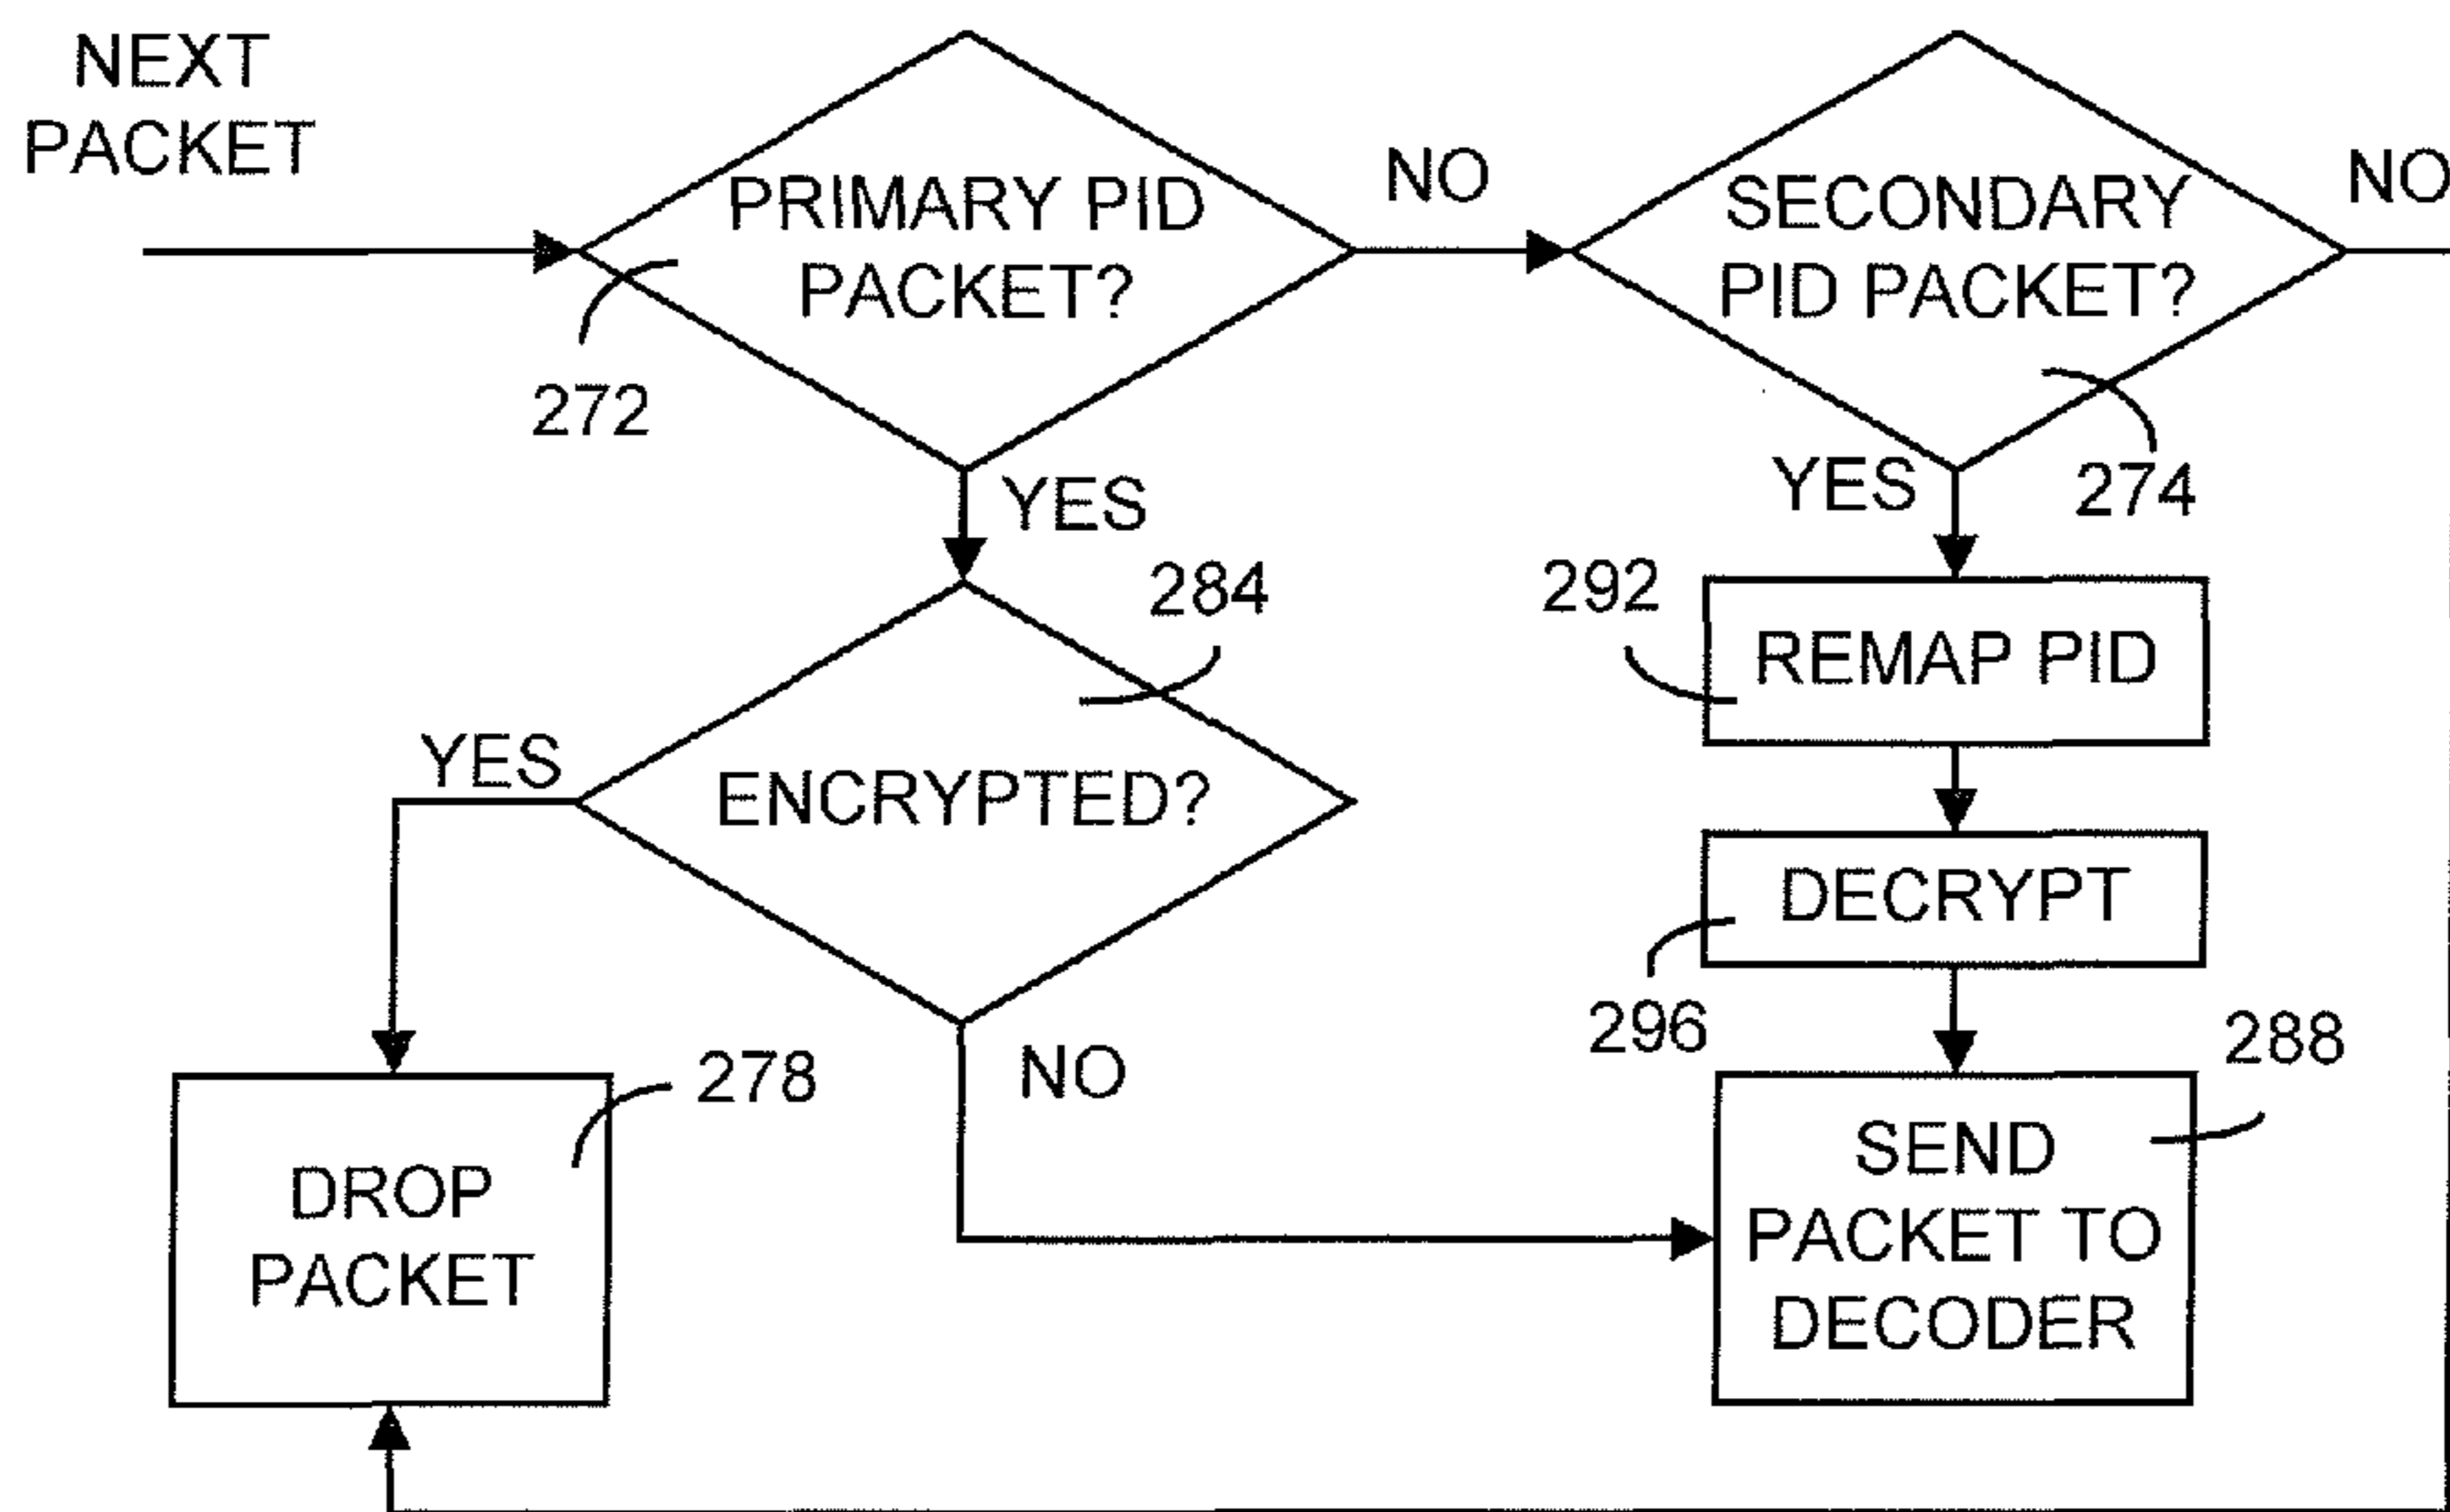 NEXT
PACKET
PRIMARY PID
PACKET?
272
NO
SECONDARY
PID PACKET?
274
NO
YES
YES
284
292
REMAP PID
YES
ENCRYPTED?
DECRYPT
296
NO
278
DROP
PACKET
288
SEND
PACKET TO
DECODER